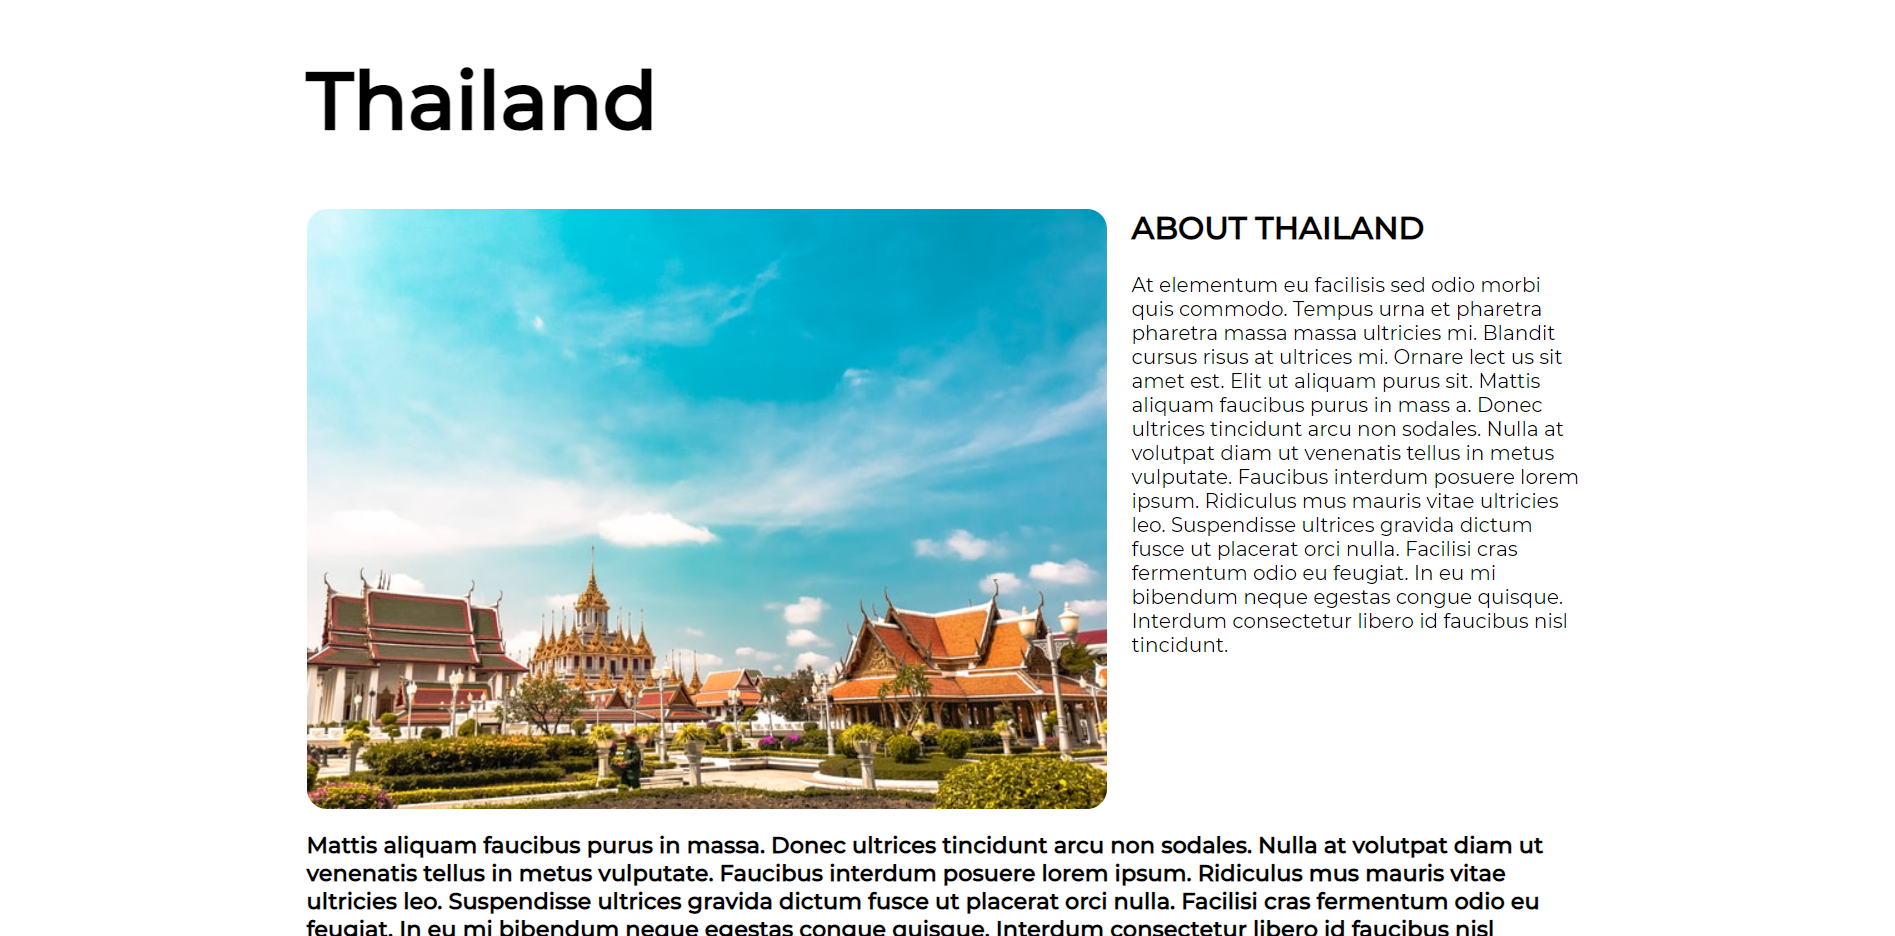 Thailand
ABOUT THAILAND
At elementum eu facilisis sed odio morbi
quis commodo. Tempus urna et pharetra
pharetra massa massa ultricies mi. Blandit
cursus risus at ultrices mi. Ornare lect us sit
amet est. Elit ut aliquam purus sit. Mattis
aliquam faucibus purus in mass a. Donec
ultrices tincidunt arcu non sodales. Nulla at
volutpat diam ut venenatis tellus in metus
vulputate. Faucibus interdum posuere lorem
ipsum. Ridiculus mus mauris vitae ultricies
leo. Suspendisse ultrices gravida dictum
fusce ut placerat orci nulla. Facilisi cras
fermentum odio eu feugiat. In eu mi
bibendum neque egestas congue quisque.
Interdum consectetur libero id faucibus nisl
tincidunt.
Mattis aliquam faucibus purus in massa. Donec ultrices tincidunt arcu non sodales. Nulla at volutpat diam ut
venenatis tellus in metus vulputate. Faucibus interdum posuere lorem ipsum. Ridiculus mus mauris vitae
ultricies leo. Suspendisse ultrices gravida dictum fusce ut placerat orci nulla. Facilisi cras fermentum odio eu
feugiat. In eu mi bibendum neque egestas congue quisque. Interdum consectetur libero id faucibus nisl